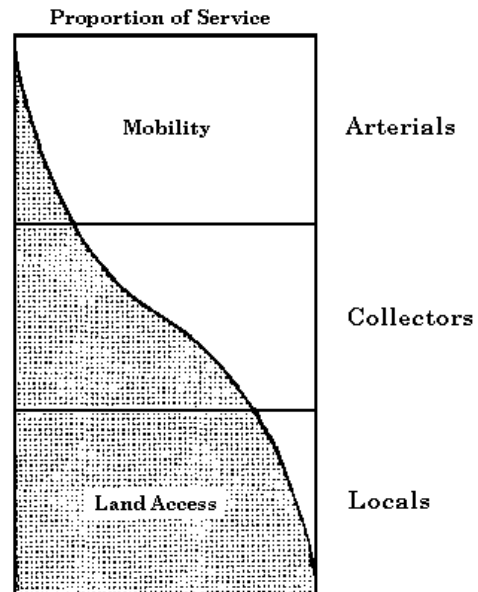 Proportion of Service
Mobility
Arterials
Collectors
Land Access
Locals